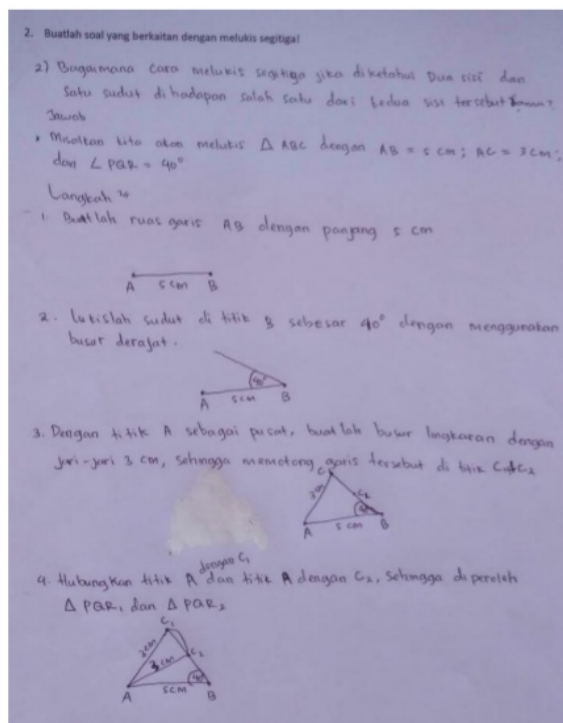 2. Buatlah soal yang berkaitan dengan melukis segitiga!
2) Bagaimana cara melukis segitiga jika diketahui Dua sisi dan
satu sudut dihadapan salah satu dari kedua sisi tersebut
Jawab
• Misalkan kita akan melukis △ ABC dengan AB = 5 cm; AC = 3 cm;
dan ∠ PQR = 40°
Langkah
1. Buatlah ruas garis AB dengan panjang 5 cm
A 5 cm B
2. Lukislah sudut di titik B sebesar 40° dengan menggunakan
busur derajat.
40°
A 5 cm B
3. Dengan titik A sebagai pusat, buatlah busur lingkaran dengan
jari-jari 3 cm, sehingga memotong garis tersebut di titik
C
3 cm C2
A 5 cm B
dengan C1
4. Hubungkan titik A dan titik A dengan C2, sehingga diperoleh
△ PQR1 dan △ PQR2
C1
3 cm C2
3 cm
A 5 cm B